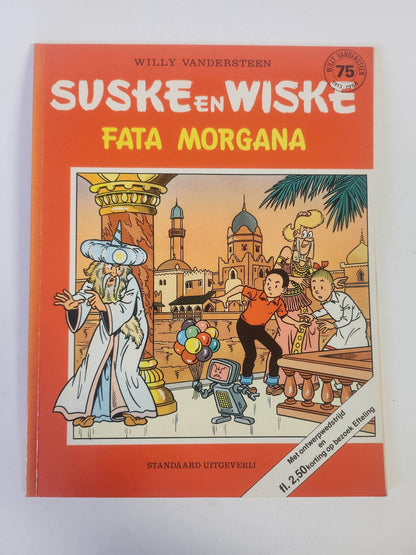 WILLY VANDERSTEEN
SUSKE EN WISKE
FATA MORGANA
WILLY VANDERSTEEN
75
Met ontwerpwedstrijd
en
fl. 2,50 korting op bezoek Efteling
STANDAARD UITGEVERIJ